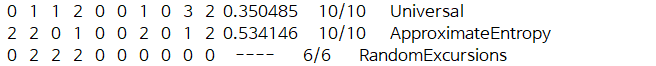 0 1 1 2 0 0 1 0 3 2 0.350485 10/10 Universal
2 2 0 1 0 0 2 0 1 2 0.534146 10/10 ApproximateEntropy
0 2 2 2 0 0 0 0 0 0 ---- 6/6 RandomExcursions